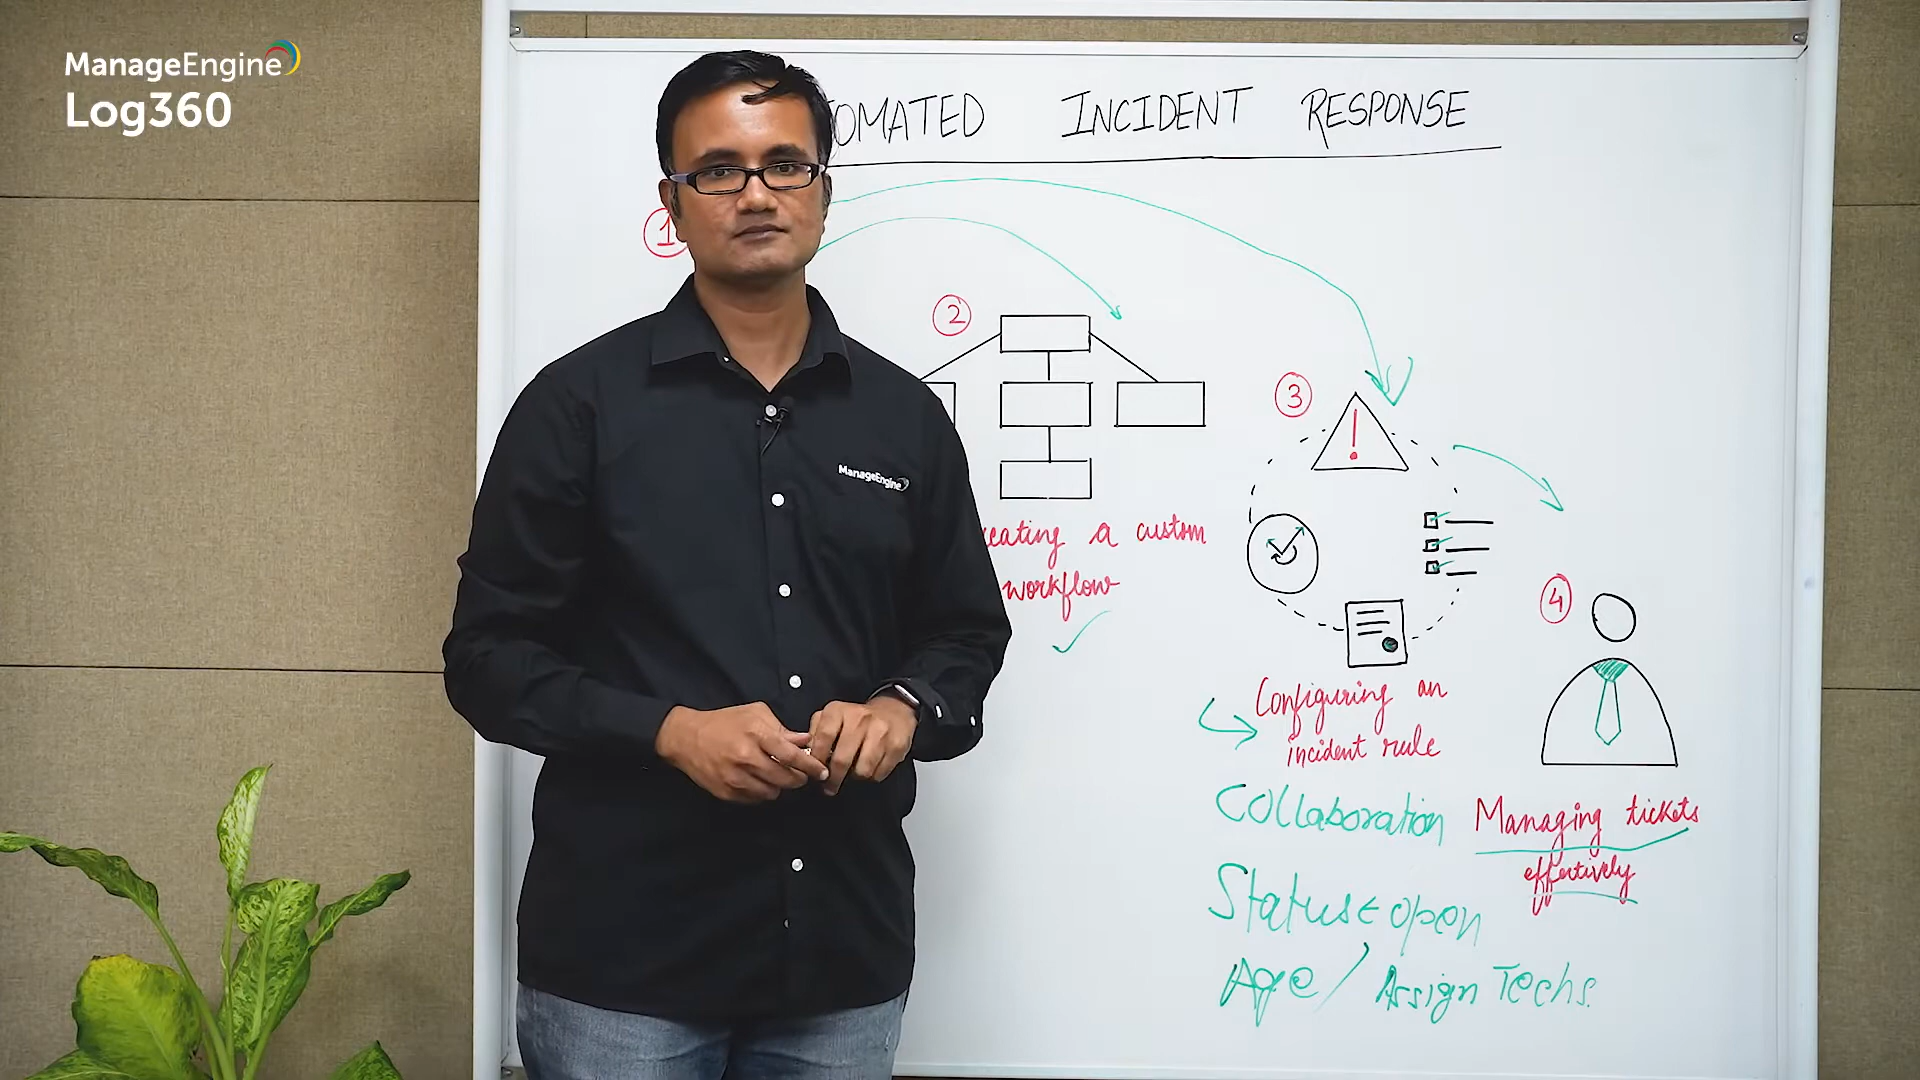 ManageEngine
Log360
OMATED INCIDENT RESPONSE
1
2
3
ManageEngine
eating a custom
workflow
4
Configuring an
incident rule
Collaboration
Managing tickets
effectively
Status open
Age / Assign Techs.